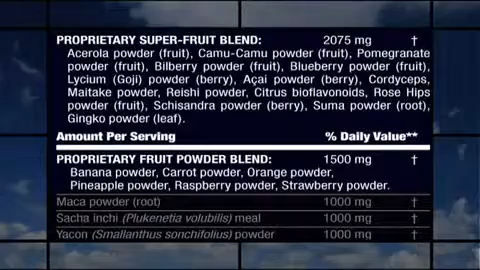 PROPRIETARY SUPER-FRUIT BLEND: 2075 mg †
Acerola powder (fruit), Camu-Camu powder (fruit), Pomegranate
powder (fruit), Bilberry powder (fruit), Blueberry powder (fruit),
Lycium (Goji) powder (berry), Açai powder (berry), Cordyceps,
Maitake powder, Reishi powder, Citrus bioflavonoids, Rose Hips
powder (fruit), Schisandra powder (berry), Suma powder (root),
Gingko powder (leaf).
Amount Per Serving % Daily Value**
PROPRIETARY FRUIT POWDER BLEND: 1500 mg †
Banana powder, Carrot powder, Orange powder,
Pineapple powder, Raspberry powder, Strawberry powder.
Maca powder (root) 1000 mg †
Sacha inchi (Plukenetia volubilis) meal 1000 mg †
Yacon (Smallanthus sonchifolius) powder 1000 mg †